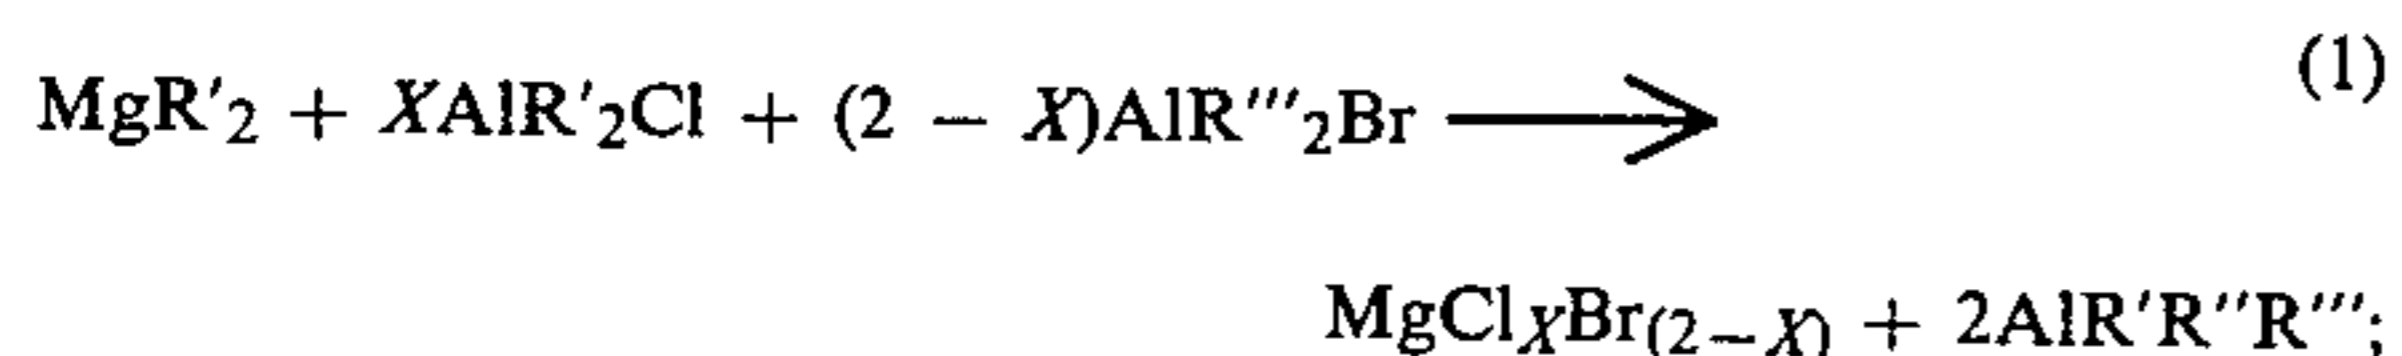 MgR′₂ + XAlR′₂Cl + (2 − X)AlR‴₂Br ⟶ (1)
MgClXBr(2−X) + 2AlR′R″R‴;